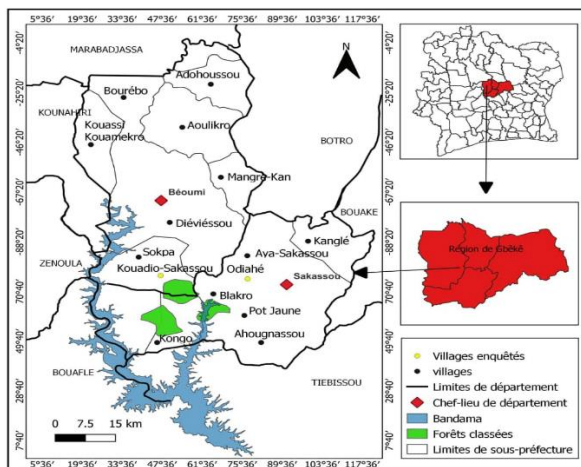 5°36' 19°36' 33°36' 47°36' 61°36' 75°36' 89°36' 103°36' 117°36'
MARABADJASSA
N
Adohoussou
Bourébo
KOUNAHIRI
Kouassi
Kouamekro
Aoulikro
BOTRO
Mangre-Kan
Béoumi
Diéviéssou
BOUAKE
Kanglé
Sokpa
Aya-Sakassou
ZENOULA
Kouadio-Sakassou
Odiahé
Sakassou
Blakro
Pot Jaune
Kongo
Ahougnassou
BOUAFLE
TIEBISSOU
0 7.5 15 km
5°36' 19°36' 33°36' 47°36' 61°36' 75°36' 89°36' 103°36' 117°36'
-4°20'
-25°20'
-46°20'
-67°20'
-88°20'
70°40'
49°40'
28°40'
7°40'
Région de Gbêkê
Villages enquêtés
villages
Limites de département
Chef-lieu de département
Bandama
Forêts classées
Limites de sous-préfecture